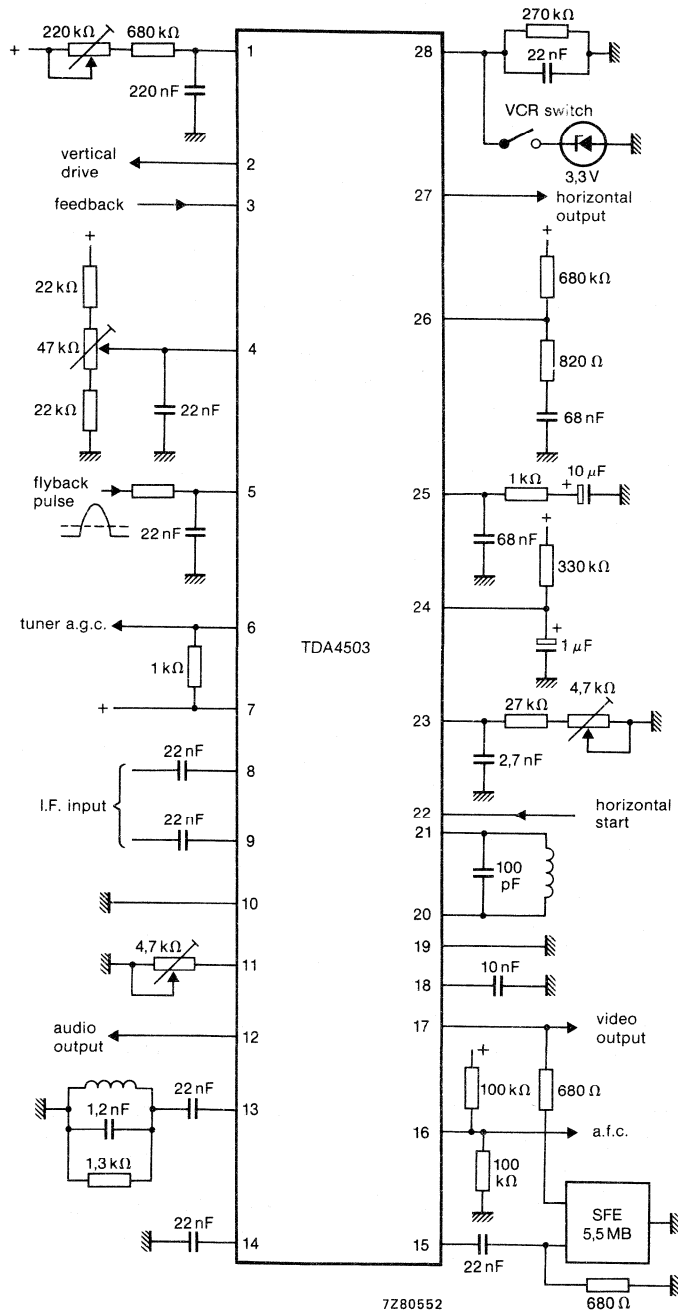 220 kΩ 680 kΩ
+
1
220 nF
vertical
drive
2
feedback
3
+
22 kΩ
47 kΩ
4
22 kΩ
22 nF
flyback
pulse
5
22 nF
tuner a.g.c.
6
1 kΩ
+
7
22 nF
8
I.F. input
22 nF
9
10
4,7 kΩ
11
audio
output
12
22 nF
13
1,2 nF
1,3 kΩ
22 nF
14
TDA4503
270 kΩ
28
22 nF
VCR switch
3,3 V
27
horizontal
output
+
680 kΩ
26
820 Ω
68 nF
1 kΩ
+
10 µF
25
68 nF
+
330 kΩ
24
+
1 µF
27 kΩ
4,7 kΩ
23
2,7 nF
22
horizontal
start
21
100
pF
20
19
10 nF
18
17
video
output
+
100 kΩ
680 Ω
16
a.f.c.
100
kΩ
SFE
5,5 MB
15
22 nF
680 Ω
7Z80552